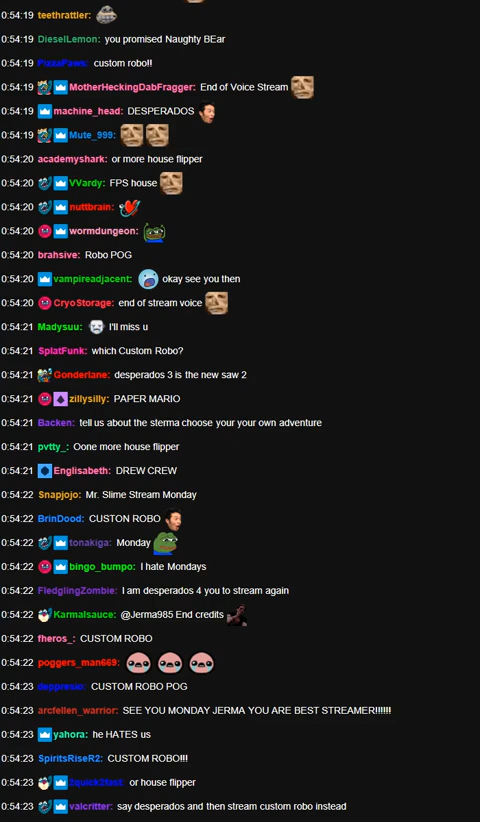 0:54:19 teethrattler:
0:54:19 DieselLemon: you promised Naughty BEar
0:54:19 PizzaPaws: custom robo!!
0:54:19 MotherHeckingDabFragger: End of Voice Stream
0:54:19 machine_head: DESPERADOS
0:54:19 Mute_999:
0:54:20 academyshark: or more house flipper
0:54:20 VVardy: FPS house
0:54:20 nuttbrain:
0:54:20 wormdungeon:
0:54:20 brahsive: Robo POG
0:54:20 vampireadjacent: okay see you then
0:54:20 CryoStorage: end of stream voice
0:54:21 Madysuu: I'll miss u
0:54:21 SplatFunk: which Custom Robo?
0:54:21 Gonderlane: desperados 3 is the new saw 2
0:54:21 zillysilly: PAPER MARIO
0:54:21 Backen: tell us about the sterma choose your your own adventure
0:54:21 pvtty_: Oone more house flipper
0:54:21 Englisabeth: DREW CREW
0:54:22 Snapjojo: Mr. Slime Stream Monday
0:54:22 BrinDood: CUSTON ROBO
0:54:22 tonakiga: Monday
0:54:22 bingo_bumpo: I hate Mondays
0:54:22 FledglingZombie: I am desperados 4 you to stream again
0:54:22 Karmalsauce: @Jerma985 End credits
0:54:22 fheros_: CUSTOM ROBO
0:54:22 poggers_man669:
0:54:23 deppresio: CUSTOM ROBO POG
0:54:23 arcfellen_warrior: SEE YOU MONDAY JERMA YOU ARE BEST STREAMER!!!!!!
0:54:23 yahora: he HATES us
0:54:23 SpiritsRiseR2: CUSTOM ROBO!!!
0:54:23 2quick2fast: or house flipper
0:54:23 valcritter: say desperados and then stream custom robo instead